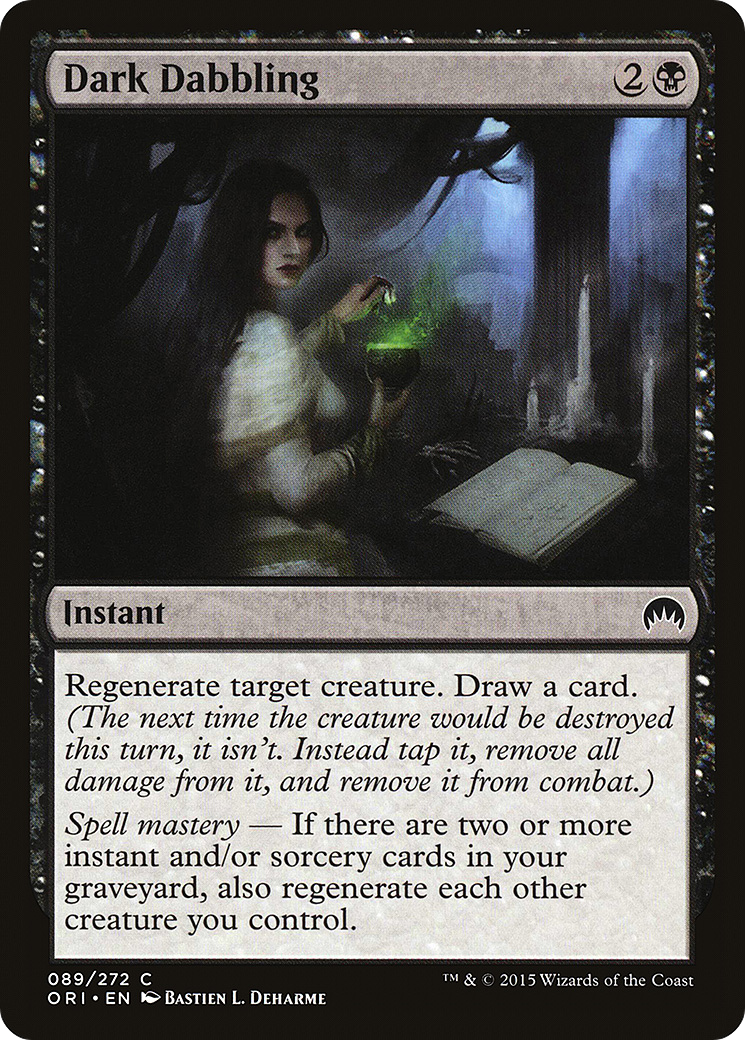 Dark Dabbling
2
Instant
Regenerate target creature. Draw a card.
(The next time the creature would be destroyed
this turn, it isn't. Instead tap it, remove all
damage from it, and remove it from combat.)
Spell mastery — If there are two or more
instant and/or sorcery cards in your
graveyard, also regenerate each other
creature you control.
089/272 C
™ & © 2015 Wizards of the Coast
ORI • EN Bastien L. Deharme